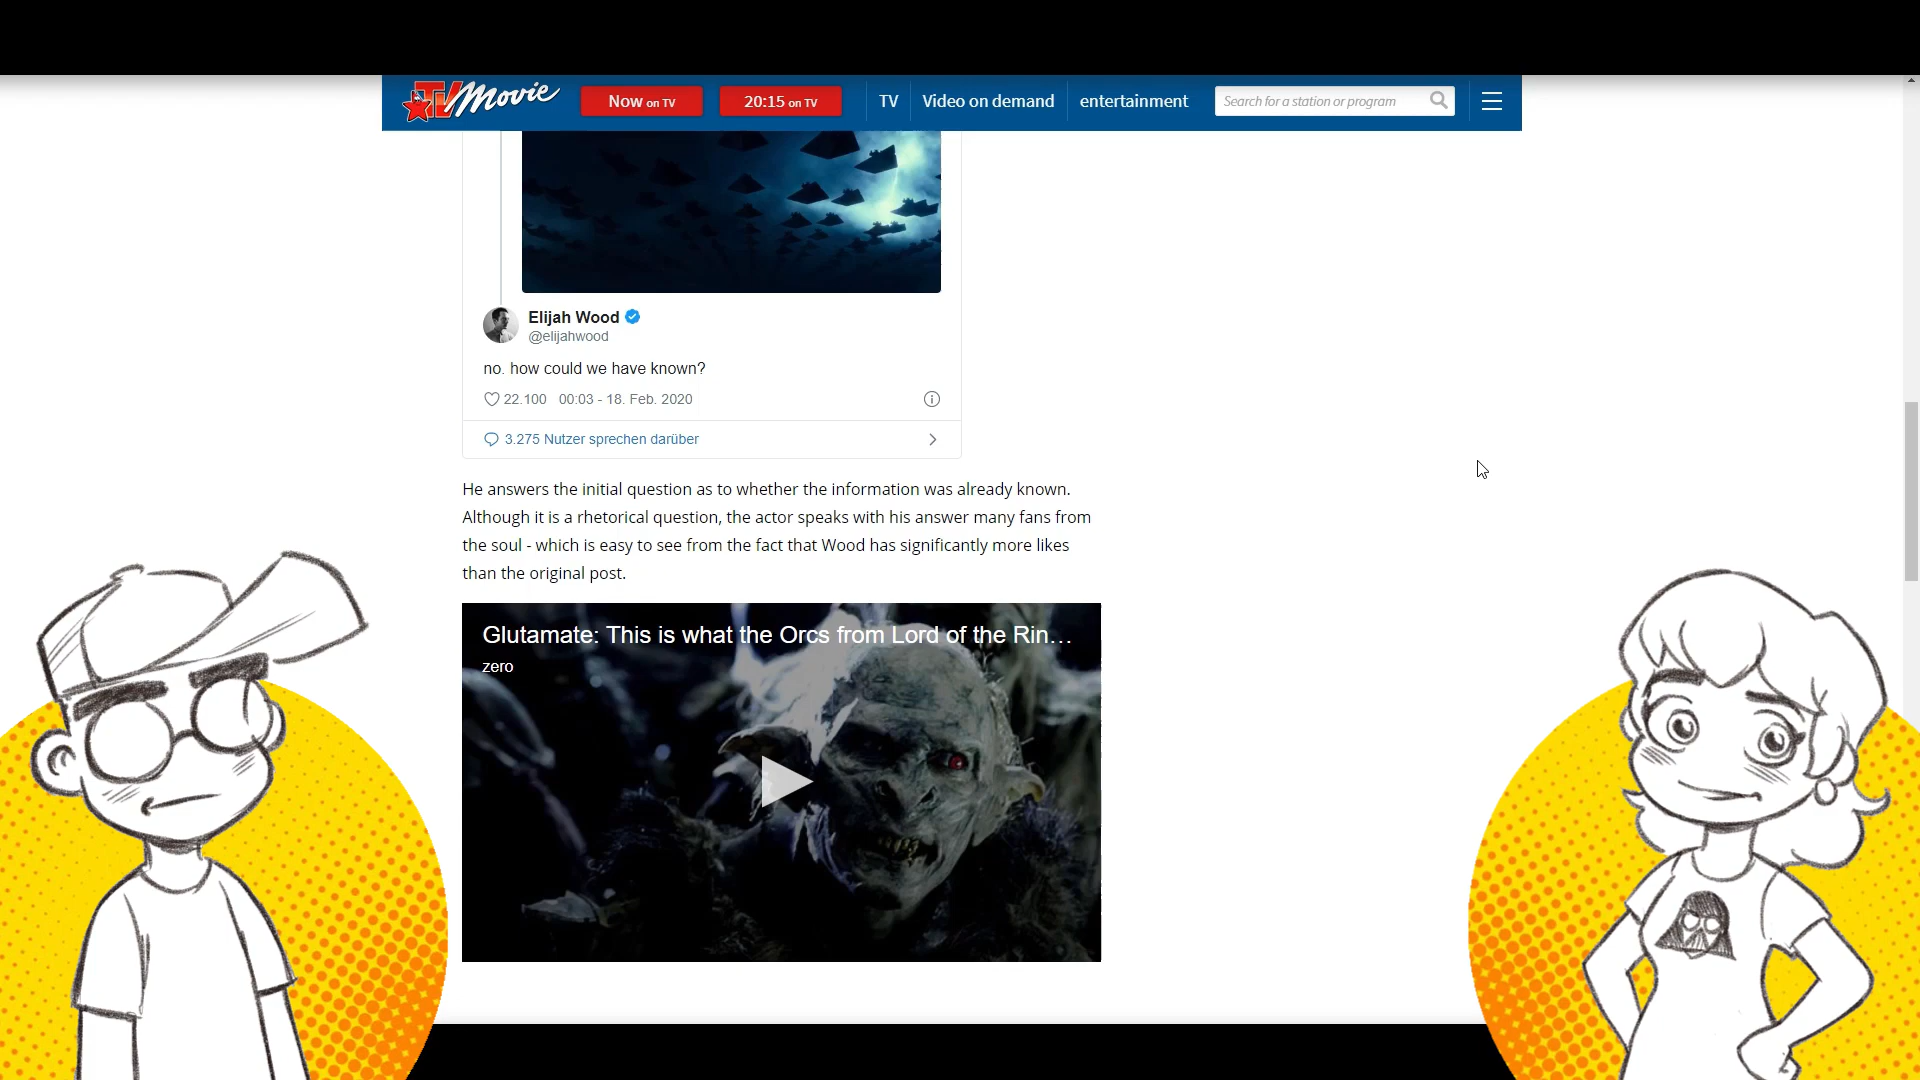 TVMovie
Now on TV
20:15 on TV
TV
Video on demand
entertainment
Search for a station or program
Elijah Wood
@elijahwood
no. how could we have known?
22.100 00:03 - 18. Feb. 2020
3.275 Nutzer sprechen darüber
He answers the initial question as to whether the information was already known.
Although it is a rhetorical question, the actor speaks with his answer many fans from
the soul - which is easy to see from the fact that Wood has significantly more likes
than the original post.
Glutamate: This is what the Orcs from Lord of the Rin...
zero